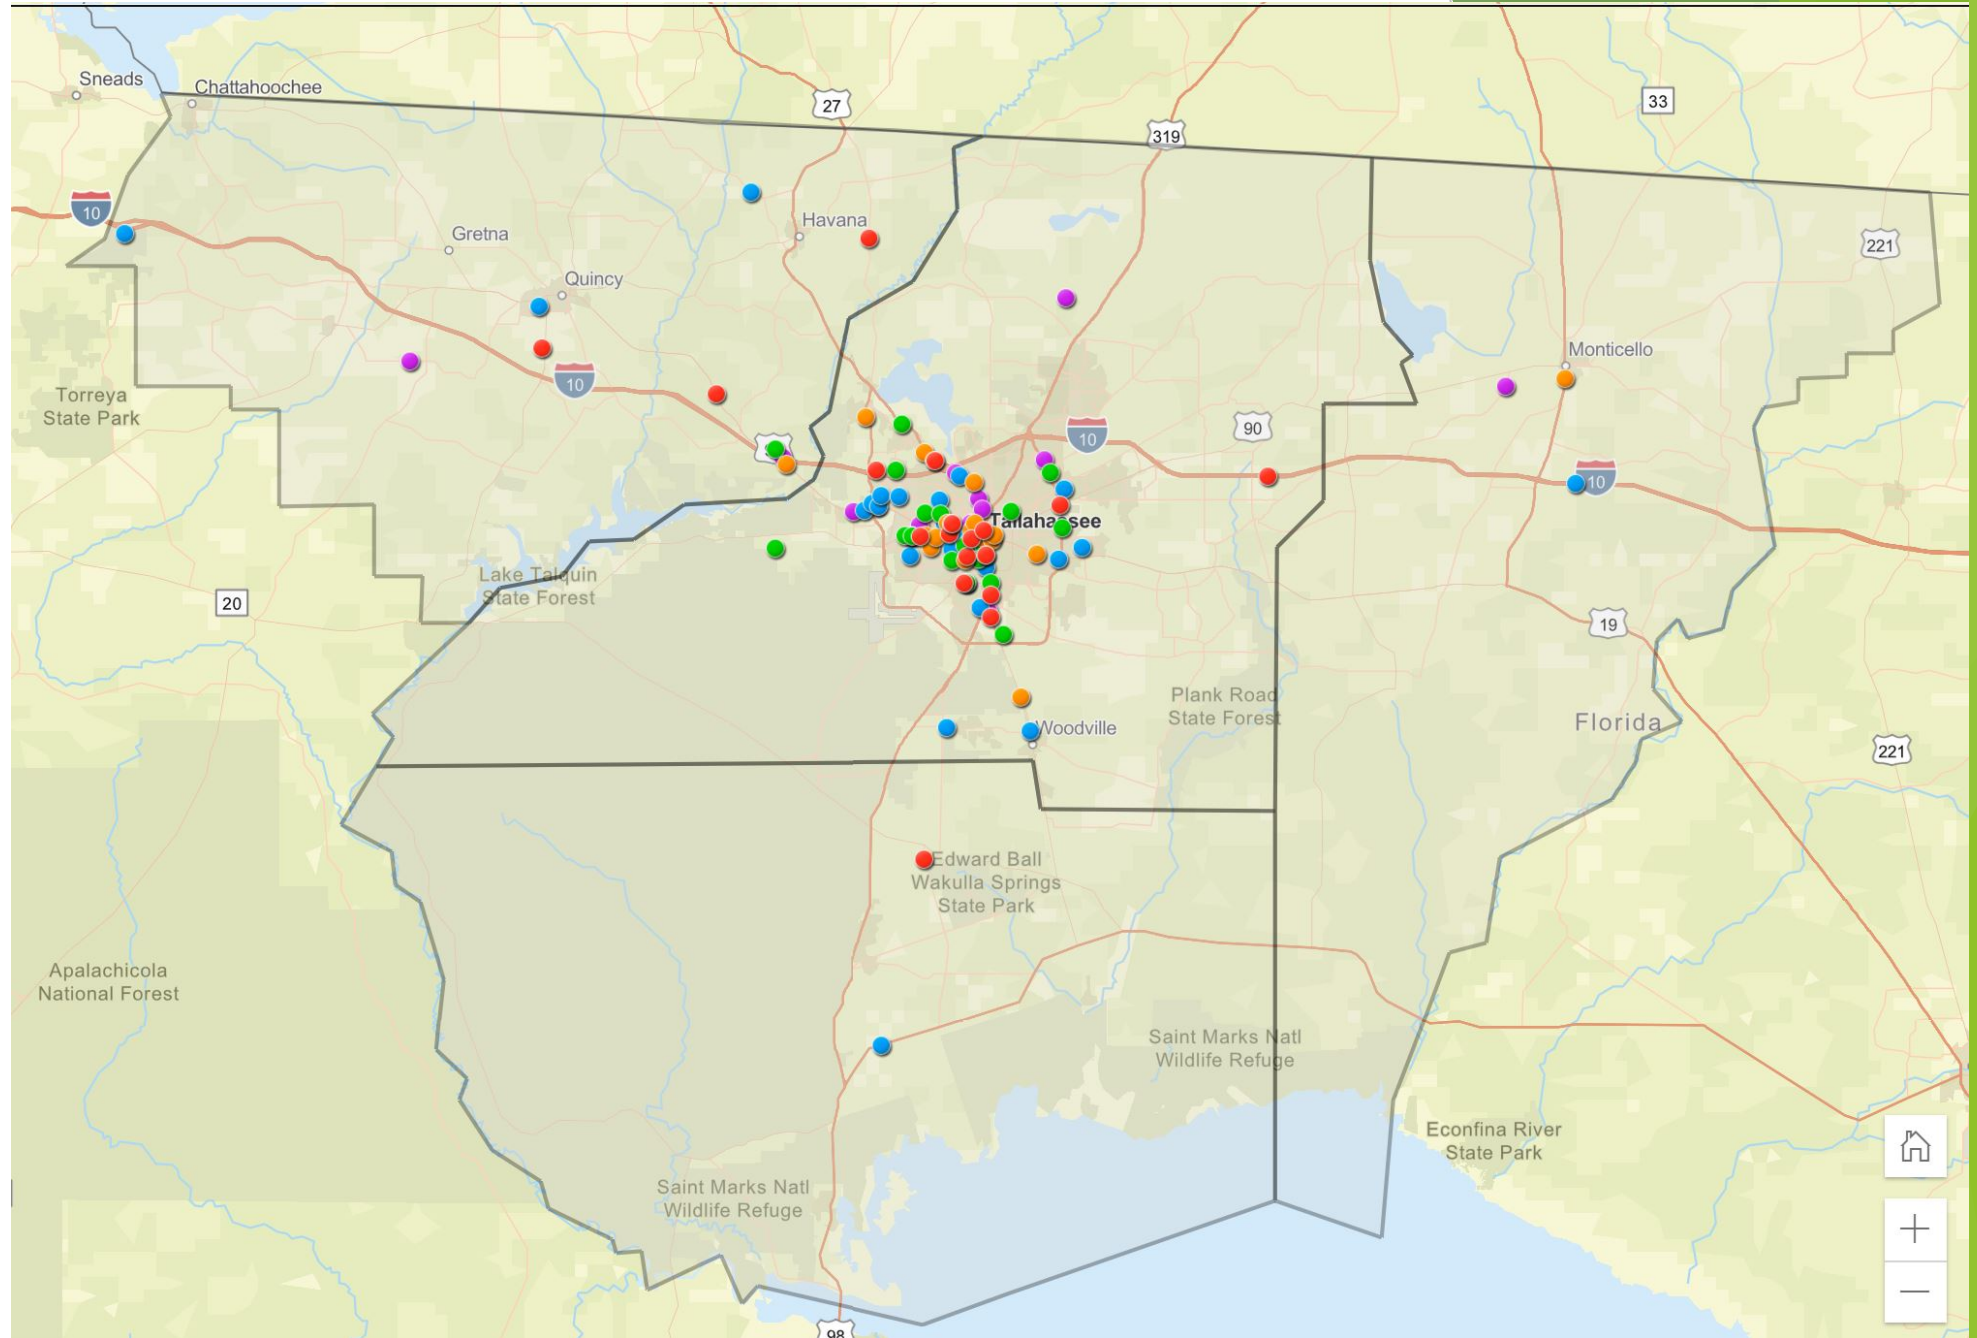 Sneads
Chattahoochee
27
33
319
10
Havana
Gretna
221
Quincy
Monticello
10
Torreya
State Park
90
10
10
Tallahassee
Lake Talquin
State Forest
20
19
Plank Road
State Forest
Woodville
Florida
221
Edward Ball
Wakulla Springs
State Park
Apalachicola
National Forest
Saint Marks Natl
Wildlife Refuge
Econfina River
State Park
Saint Marks Natl
Wildlife Refuge
+
−
98